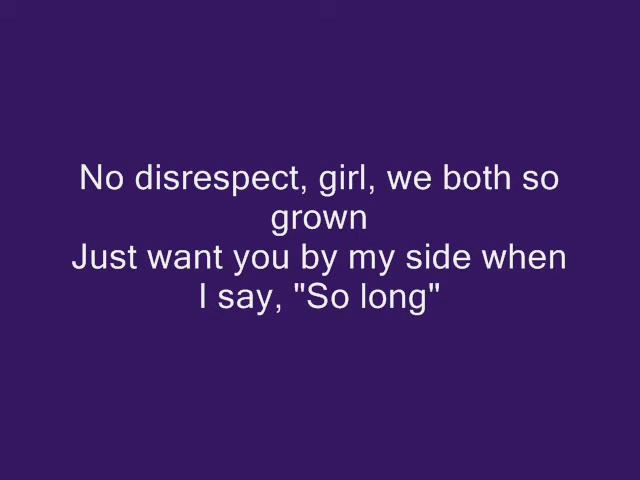 No disrespect, girl, we both so
grown
Just want you by my side when
I say, "So long"